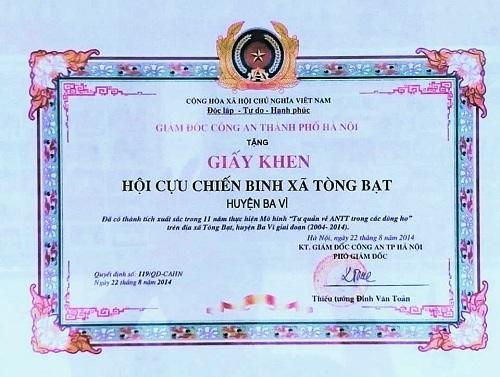 CỘNG HÒA XÃ HỘI CHỦ NGHĨA VIỆT NAM
Độc lập - Tự do - Hạnh phúc
GIÁM ĐỐC CÔNG AN THÀNH PHỐ HÀ NỘI
TẶNG
GIẤY KHEN
HỘI CỰU CHIẾN BINH XÃ TÒNG BẠT
HUYỆN BA VÌ
Đã có thành tích xuất sắc trong 11 năm thực hiện Mô hình "Tự quản về ANTT trong các dòng họ"
trên địa xã Tòng Bạt, huyện Ba Vì giai đoạn (2004- 2014).
Hà Nội, ngày 22 tháng 8 năm 2014
KT. GIÁM ĐỐC CÔNG AN TP HÀ NỘI
PHÓ GIÁM ĐỐC
Quyết định số: 119/QĐ-CAHN
Ngày 22 tháng 8 năm 2014
Thiếu tướng Đinh Văn Toản